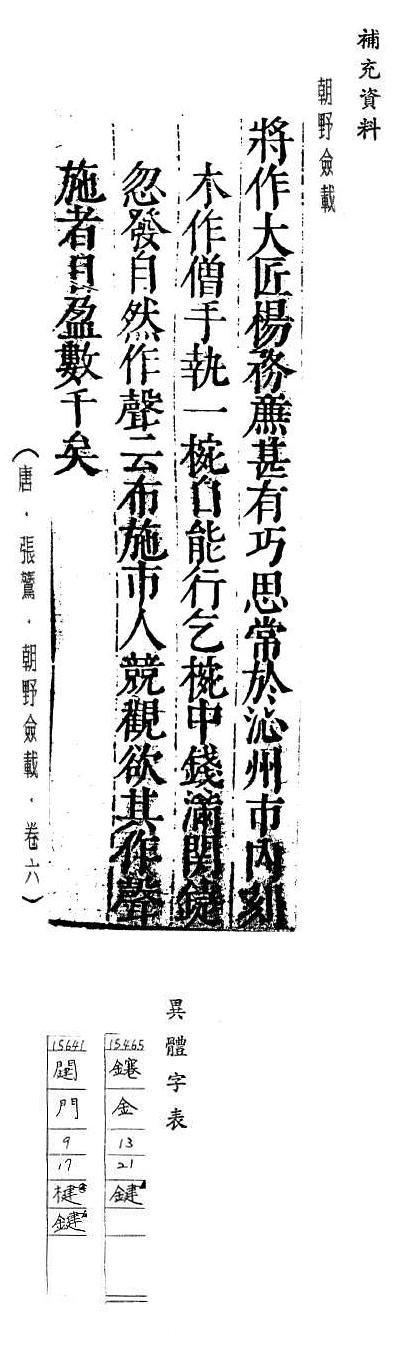 補充資料
朝野僉載
將作大匠楊務廉甚有巧思常於沁州市內刻
木作僧手執一椀自能行乞椀中錢滿關鍵
忽發自然作聲云布施市人競觀欲其作聲
施者日盈數千矣
（唐．張鷟．朝野僉載．卷六）
異體字表
15465
金
13
21
鍵
15641
門
9
17
楗
鍵